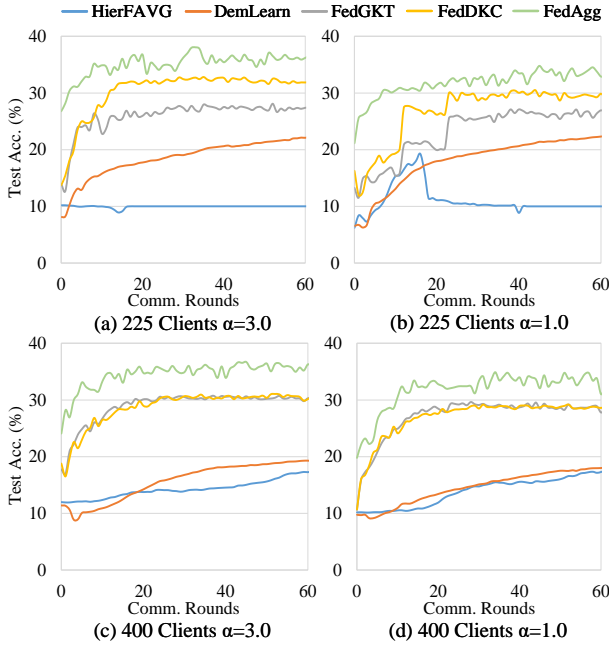 HierFAVG DemLearn FedGKT FedDKC FedAgg
40
30
20
10
0
Test Acc. (%)
0 20 40 60
Comm. Rounds
(a) 225 Clients α=3.0
40
30
20
10
0
0 20 40 60
Comm. Rounds
(b) 225 Clients α=1.0
40
30
20
10
0
Test Acc. (%)
0 20 40 60
Comm. Rounds
(c) 400 Clients α=3.0
40
30
20
10
0
0 20 40 60
Comm. Rounds
(d) 400 Clients α=1.0